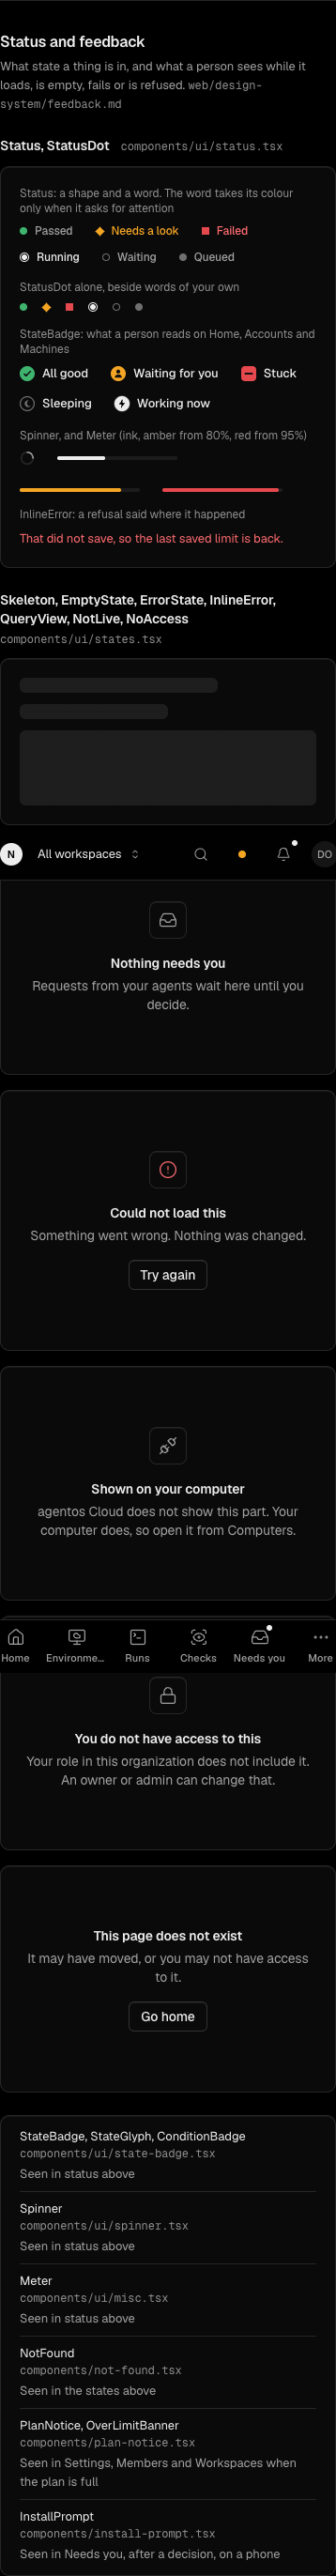 Status and feedback
What state a thing is in, and what a person sees while it
loads, is empty, fails or is refused. web/design-
system/feedback.md
Status, StatusDot components/ui/status.tsx
Status: a shape and a word. The word takes its colour
only when it asks for attention
Passed Needs a look Failed
Running Waiting Queued
StatusDot alone, beside words of your own
StateBadge: what a person reads on Home, Accounts and
Machines
All good Waiting for you Stuck
Sleeping Working now
Spinner, and Meter (ink, amber from 80%, red from 95%)
InlineError: a refusal said where it happened
That did not save, so the last saved limit is back.
Skeleton, EmptyState, ErrorState, InlineError,
QueryView, NotLive, NoAccess
components/ui/states.tsx
N All workspaces DO
Nothing needs you
Requests from your agents wait here until you
decide.
Could not load this
Something went wrong. Nothing was changed.
Try again
Shown on your computer
agentos Cloud does not show this part. Your
computer does, so open it from Computers.
Home Environme... Runs Checks Needs you More
You do not have access to this
Your role in this organization does not include it.
An owner or admin can change that.
This page does not exist
It may have moved, or you may not have access
to it.
Go home
StateBadge, StateGlyph, ConditionBadge
components/ui/state-badge.tsx
Seen in status above
Spinner
components/ui/spinner.tsx
Seen in status above
Meter
components/ui/misc.tsx
Seen in status above
NotFound
components/not-found.tsx
Seen in the states above
PlanNotice, OverLimitBanner
components/plan-notice.tsx
Seen in Settings, Members and Workspaces when
the plan is full
InstallPrompt
components/install-prompt.tsx
Seen in Needs you, after a decision, on a phone